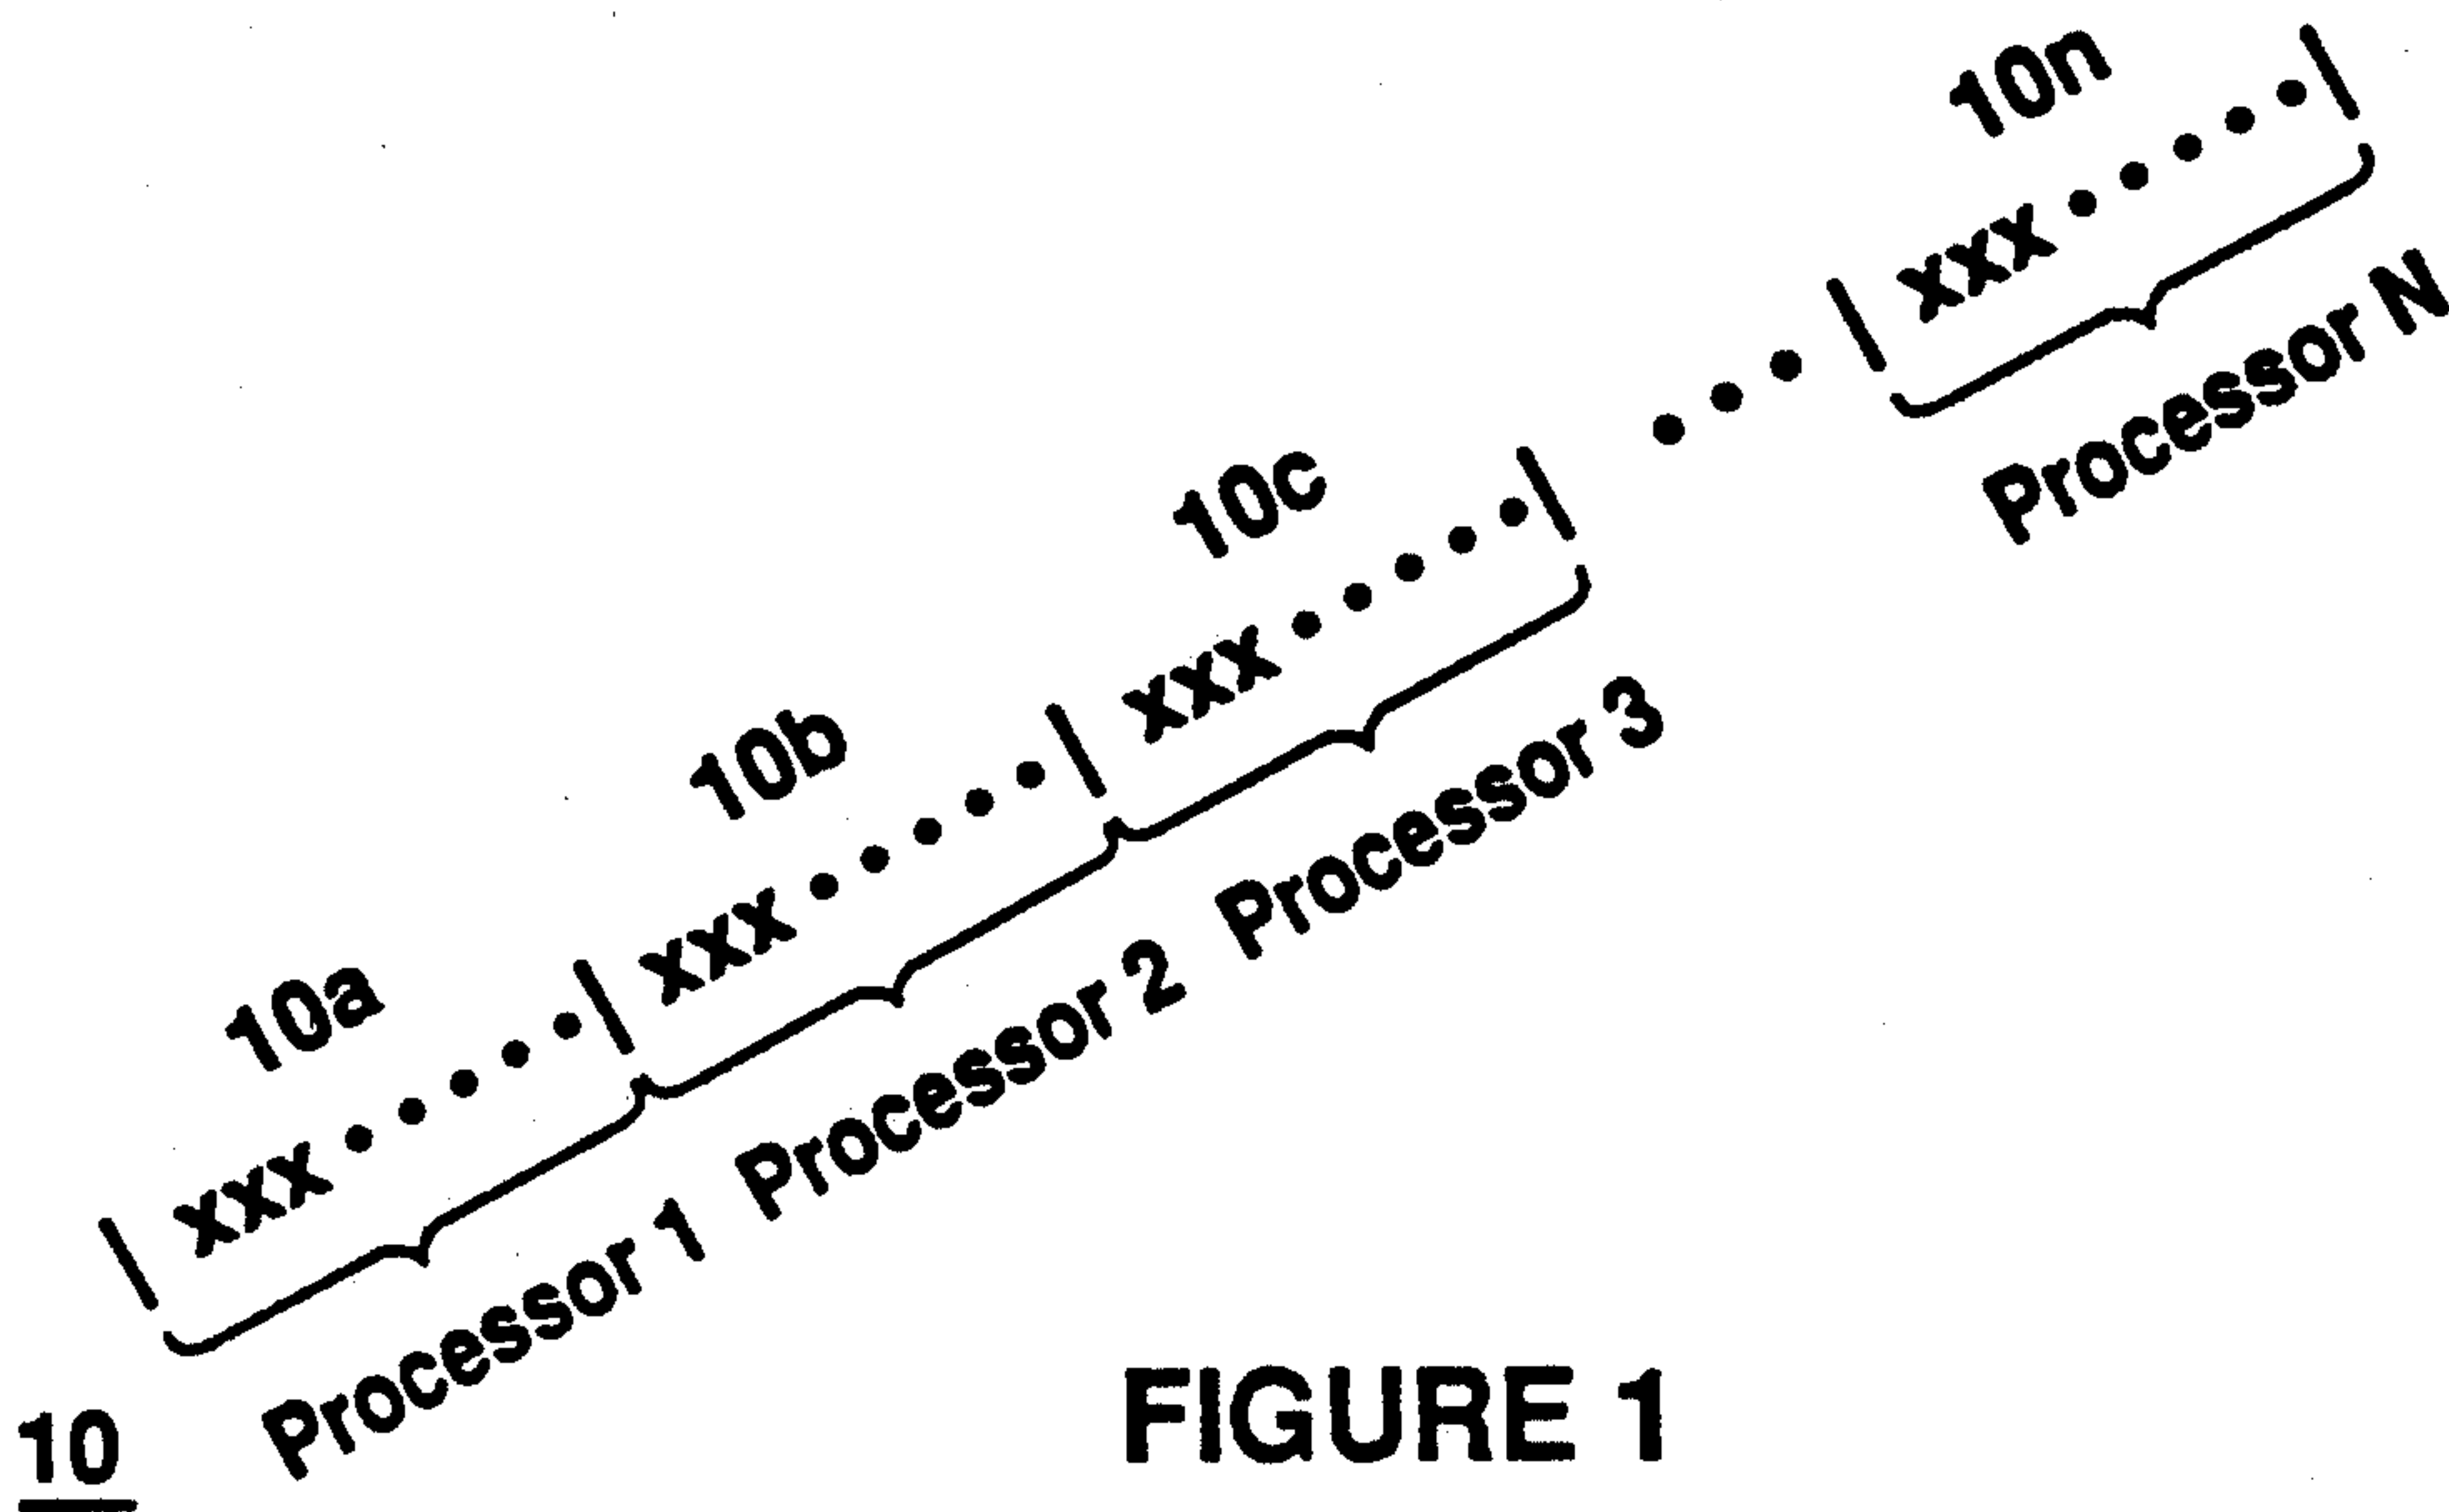 10a 10b 10c 10n
| xxx • • • • • | xxx • • • • • | xxx • • • • • | • • • | xxx • • • • • |
Processor 1 Processor 2 Processor 3 Processor N
10
FIGURE 1